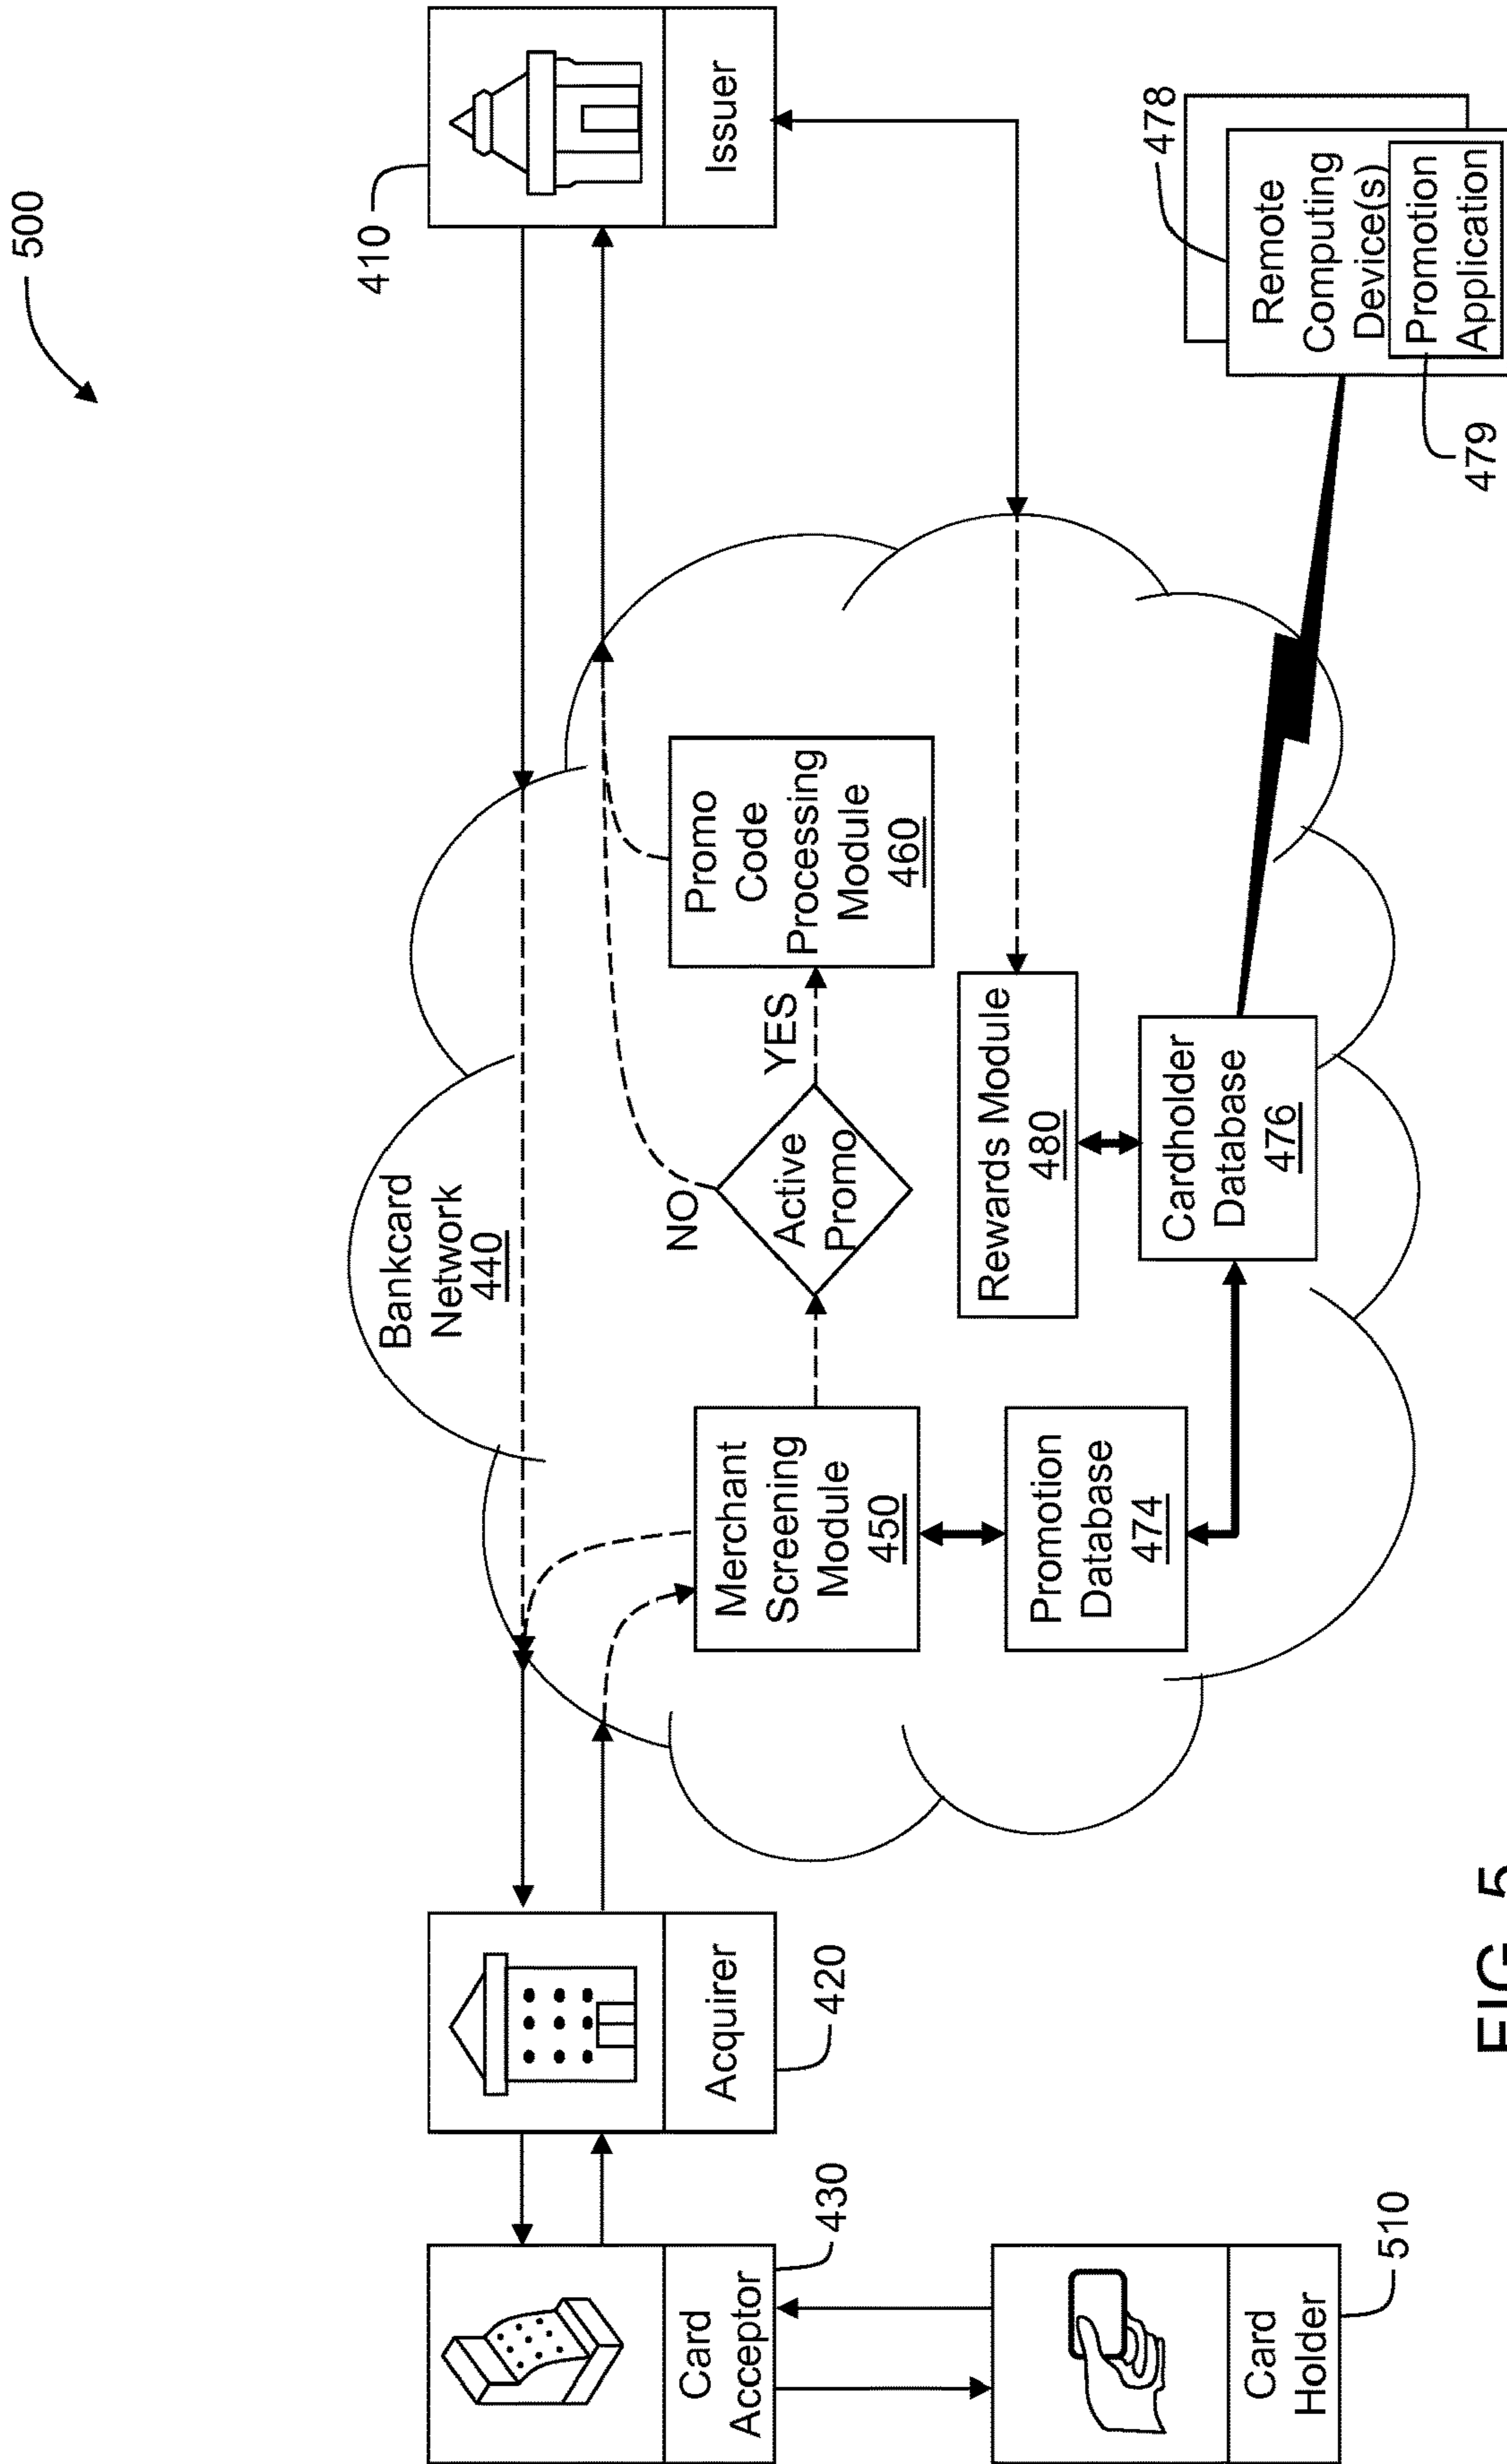 500
410
Issuer
Bankcard
Network
440
Acquirer
420
Card
Acceptor
430
Card
Holder
510
Merchant
Screening
Module
450
Active
Promo
NO
YES
Promo
Code
Processing
Module
460
Promotion
Database
474
Rewards Module
480
Cardholder
Database
476
478
Remote
Computing
Device(s)
Promotion
Application
479
FIG. 5